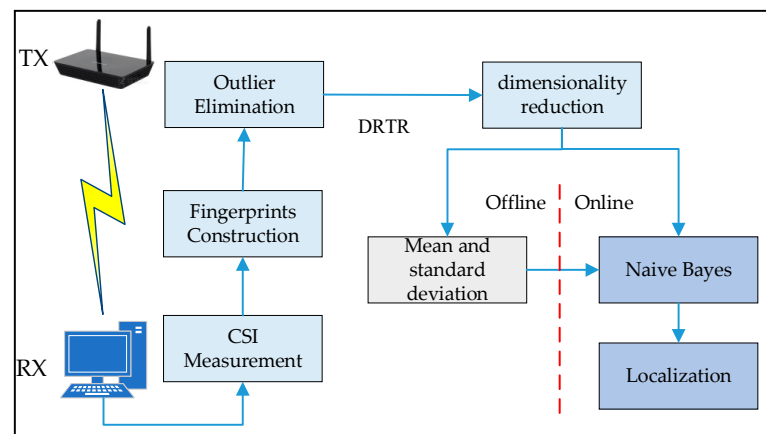 TX
Outlier
Elimination
dimensionality
reduction
DRTR
Fingerprints
Construction
Offline
Online
Mean and
standard
deviation
Naive Bayes
RX
CSI
Measurement
Localization